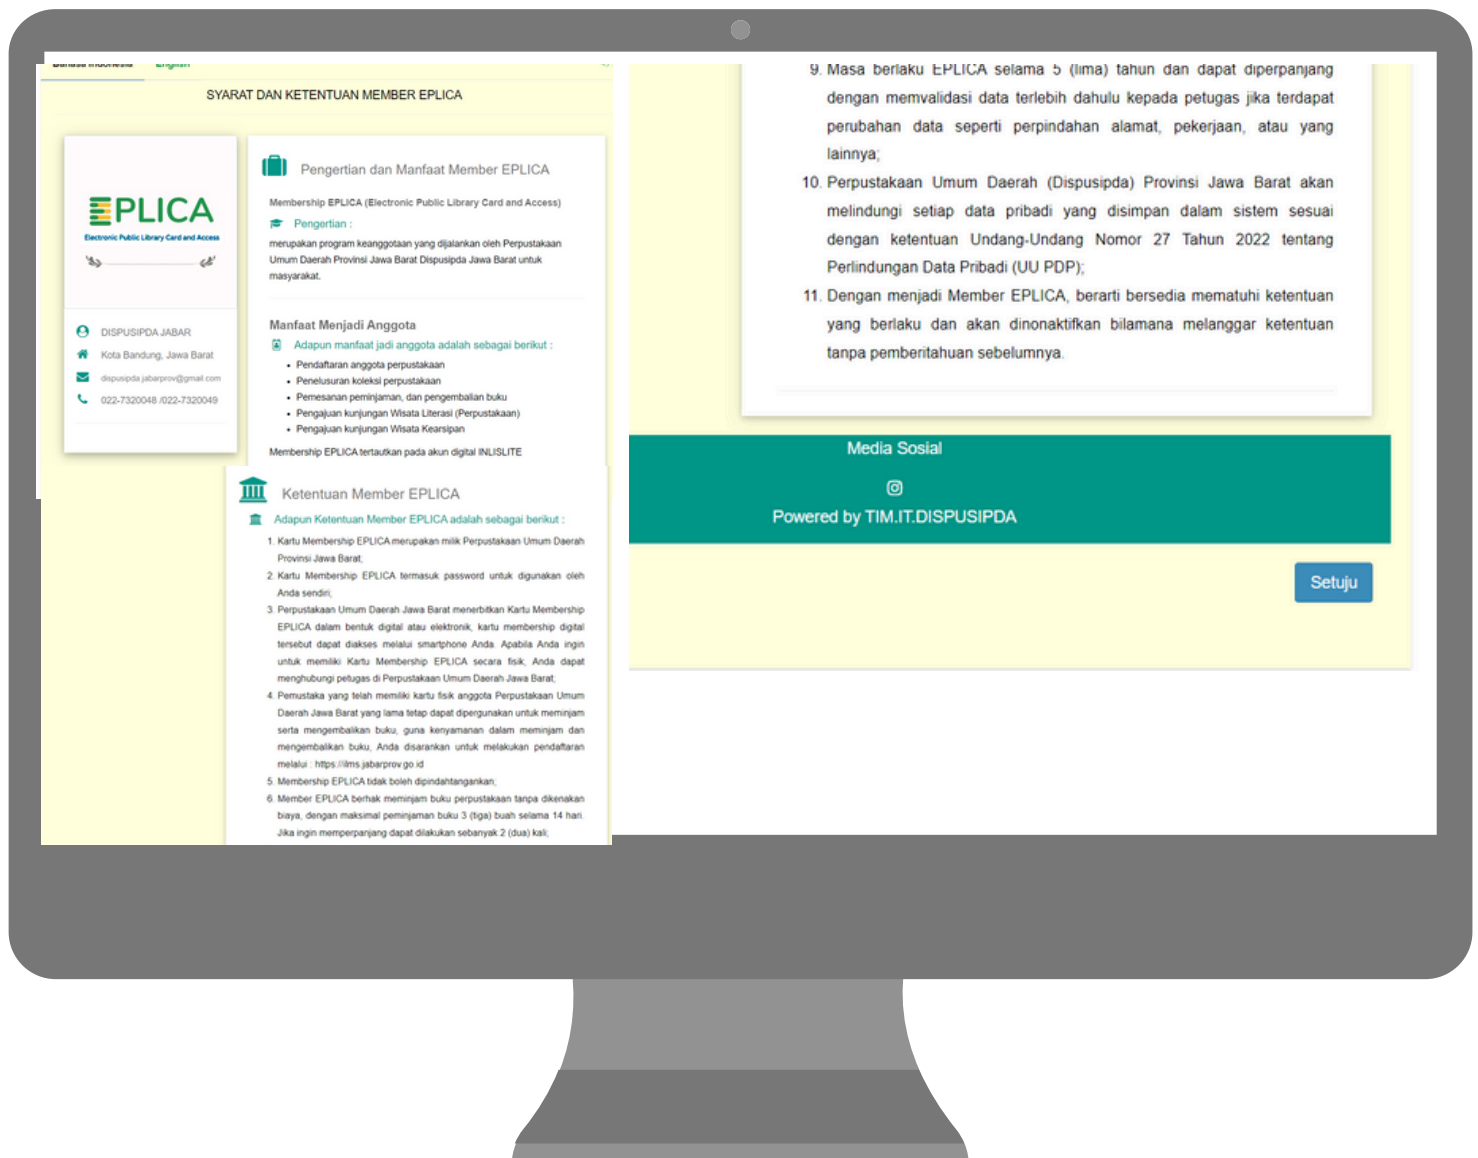 Bahasa Indonesia English
SYARAT DAN KETENTUAN MEMBER EPLICA
EPLICA
Electronic Public Library Card and Access
DISPUSIPDA JABAR
Kota Bandung, Jawa Barat
dispusipda.jabarprov@gmail.com
022-7320048 /022-7320049
Pengertian dan Manfaat Member EPLICA
Membership EPLICA (Electronic Public Library Card and Access)
Pengertian :
merupakan program keanggotaan yang dijalankan oleh Perpustakaan
Umum Daerah Provinsi Jawa Barat Dispusipda Jawa Barat untuk
masyarakat.
Manfaat Menjadi Anggota
Adapun manfaat jadi anggota adalah sebagai berikut :
• Pendaftaran anggota perpustakaan
• Penelusuran koleksi perpustakaan
• Pemesanan peminjaman, dan pengembalian buku
• Pengajuan kunjungan Wisata Literasi (Perpustakaan)
• Pengajuan kunjungan Wisata Kearsipan
Membership EPLICA tertautkan pada akun digital INLISLITE
Ketentuan Member EPLICA
Adapun Ketentuan Member EPLICA adalah sebagai berikut :
1. Kartu Membership EPLICA merupakan milik Perpustakaan Umum Daerah
Provinsi Jawa Barat;
2. Kartu Membership EPLICA termasuk password untuk digunakan oleh
Anda sendiri;
3. Perpustakaan Umum Daerah Jawa Barat menerbitkan Kartu Membership
EPLICA dalam bentuk digital atau elektronik, kartu membership digital
tersebut dapat diakses melalui smartphone Anda. Apabila Anda ingin
untuk memiliki Kartu Membership EPLICA secara fisik, Anda dapat
menghubungi petugas di Perpustakaan Umum Daerah Jawa Barat;
4. Pemustaka yang telah memiliki kartu fisik anggota Perpustakaan Umum
Daerah Jawa Barat yang lama tetap dapat dipergunakan untuk meminjam
serta mengembalikan buku, guna kenyamanan dalam meminjam dan
mengembalikan buku, Anda disarankan untuk melakukan pendaftaran
melalui : https://ilms.jabarprov.go.id
5. Membership EPLICA tidak boleh dipindahtangankan;
6. Member EPLICA berhak meminjam buku perpustakaan tanpa dikenakan
biaya, dengan maksimal peminjaman buku 3 (tiga) buah selama 14 hari.
Jika ingin memperpanjang dapat dilakukan sebanyak 2 (dua) kali;
9. Masa berlaku EPLICA selama 5 (lima) tahun dan dapat diperpanjang
dengan memvalidasi data terlebih dahulu kepada petugas jika terdapat
perubahan data seperti perpindahan alamat, pekerjaan, atau yang
lainnya;
10. Perpustakaan Umum Daerah (Dispusipda) Provinsi Jawa Barat akan
melindungi setiap data pribadi yang disimpan dalam sistem sesuai
dengan ketentuan Undang-Undang Nomor 27 Tahun 2022 tentang
Perlindungan Data Pribadi (UU PDP);
11. Dengan menjadi Member EPLICA, berarti bersedia mematuhi ketentuan
yang berlaku dan akan dinonaktifkan bilamana melanggar ketentuan
tanpa pemberitahuan sebelumnya.
Media Sosial
Powered by TIM.IT.DISPUSIPDA
Setuju